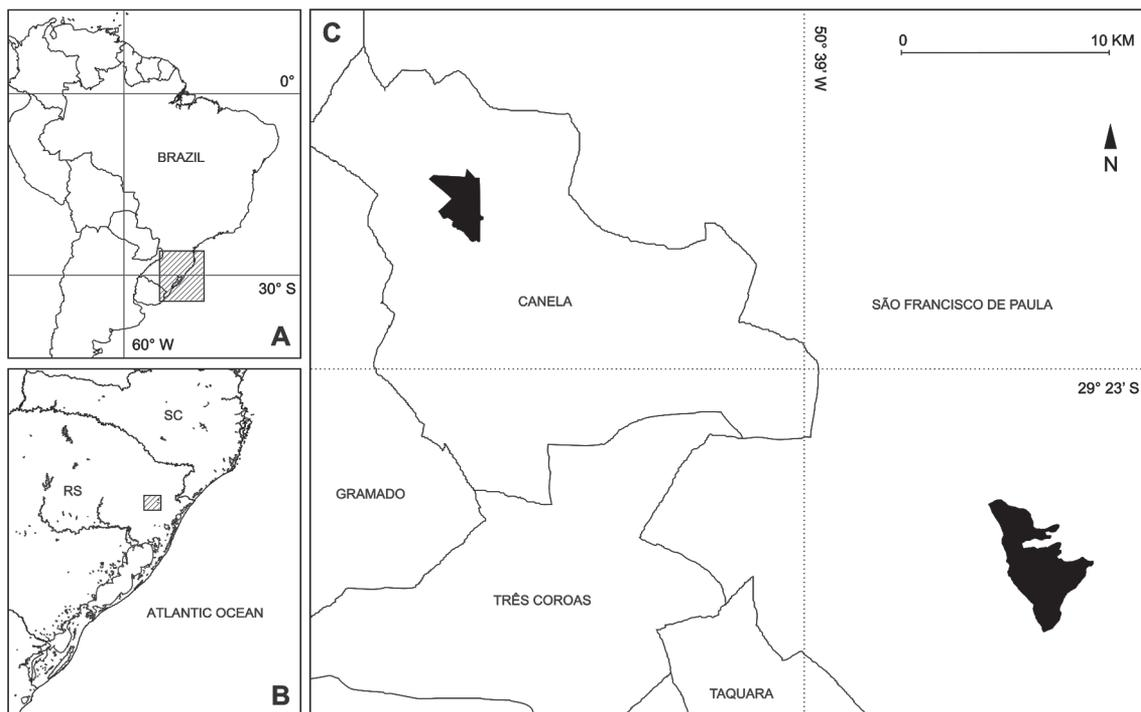 0°
BRAZIL
30° S
60° W
A
SC
RS
ATLANTIC OCEAN
B
C
50° 39' W
0 10 KM
N
CANELA
SÃO FRANCISCO DE PAULA
29° 23' S
GRAMADO
TRÊS COROAS
TAQUARA